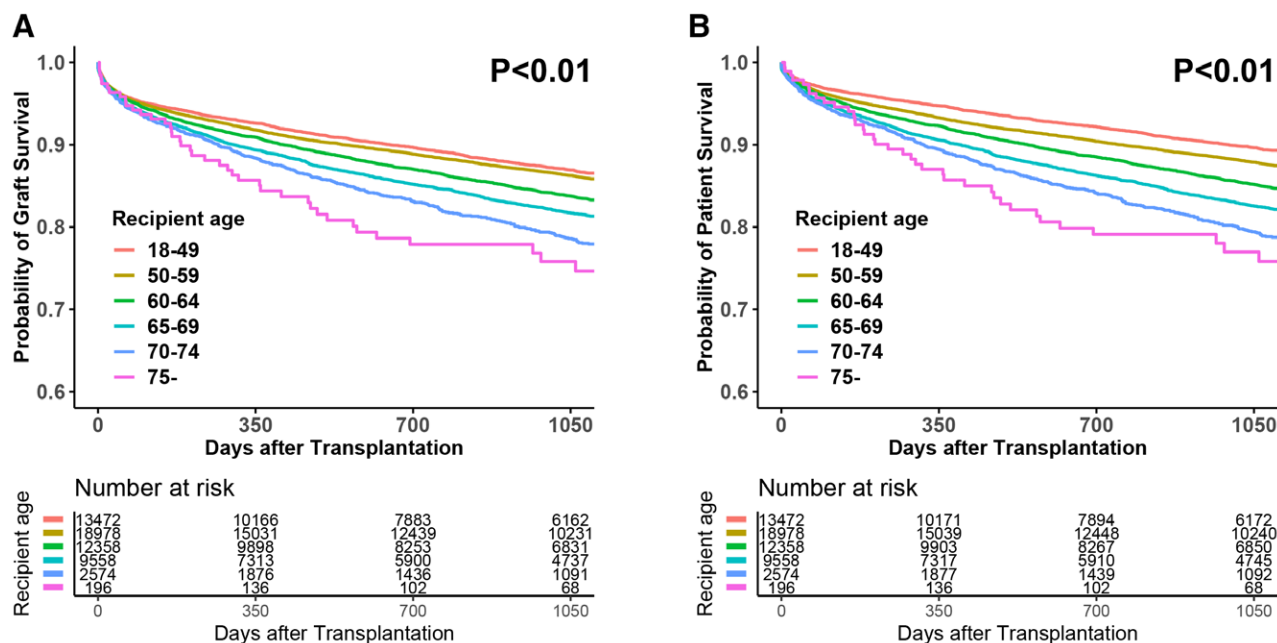 A
P<0.01
Probability of Graft Survival
1.0
0.9
0.8
0.7
0.6
Recipient age
18-49
50-59
60-64
65-69
70-74
75-
0 350 700 1050
Days after Transplantation
Number at risk
Recipient age
13472 10166 7883 6162
18978 15031 12439 10231
12358 9898 8253 6831
9558 7313 5900 4737
2574 1876 1436 1091
196 136 102 68
0 350 700 1050
Days after Transplantation
B
P<0.01
Probability of Patient Survival
1.0
0.9
0.8
0.7
0.6
Recipient age
18-49
50-59
60-64
65-69
70-74
75-
0 350 700 1050
Days after Transplantation
Number at risk
Recipient age
13472 10171 7894 6172
18978 15039 12448 10240
12358 9903 8267 6850
9558 7317 5910 4745
2574 1877 1439 1092
196 136 102 68
0 350 700 1050
Days after Transplantation